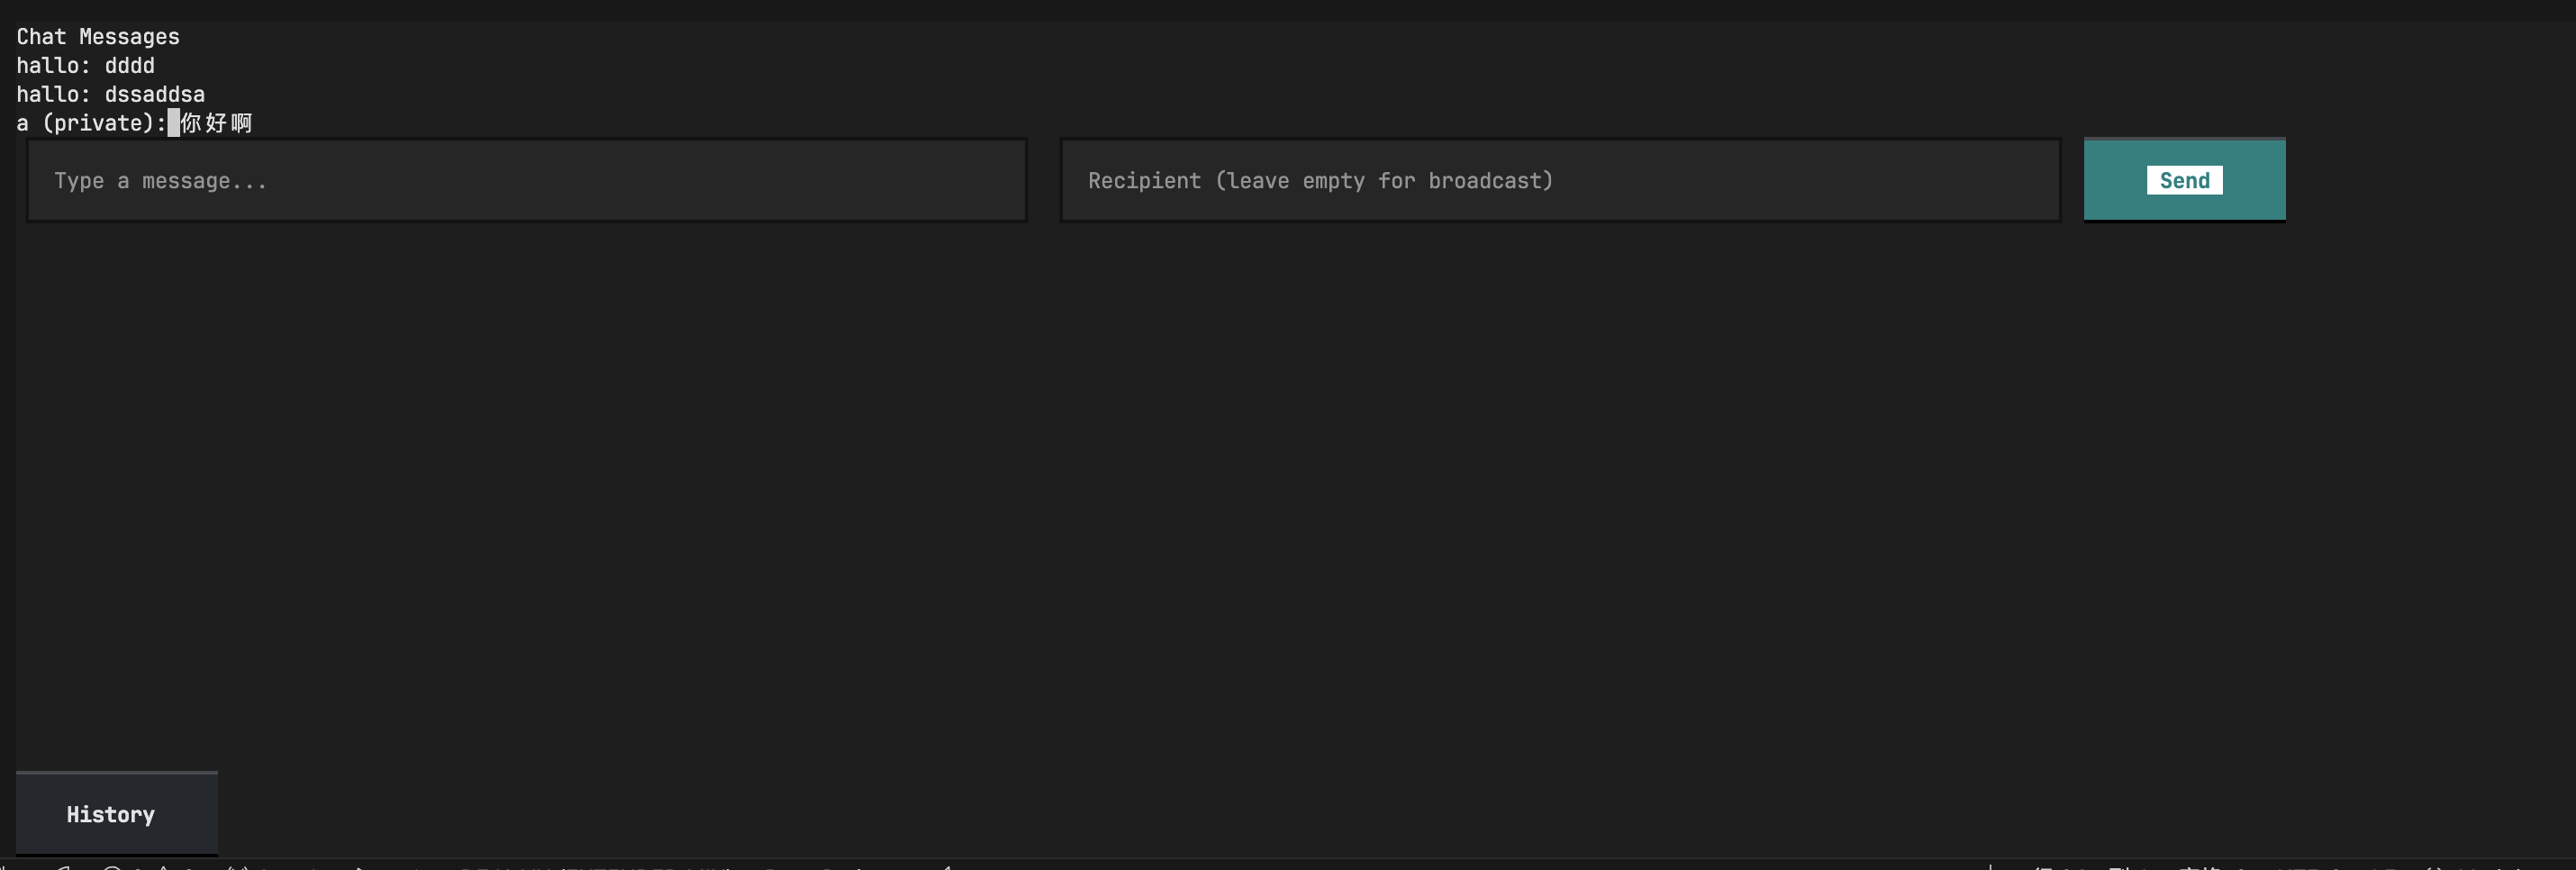 Chat Messages
hallo: dddd
hallo: dssaddsa
a (private): 你好啊
Type a message...
Recipient (leave empty for broadcast)
Send
History